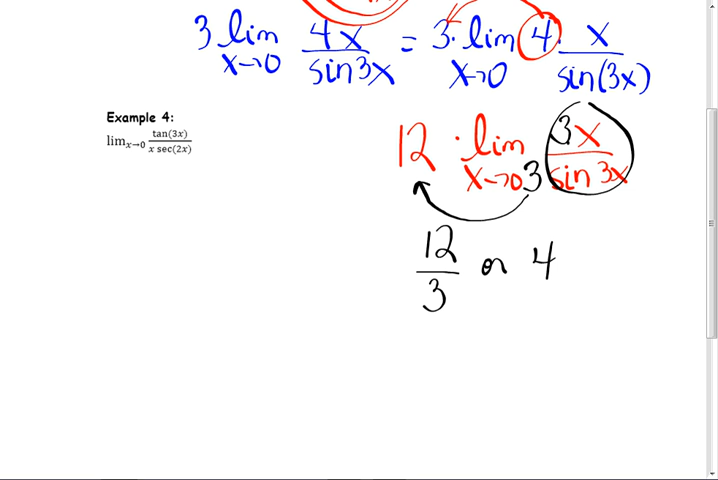 3 lim x→0 4x/sin3x = 3· lim x→0 4· x/sin(3x)
Example 4:
lim x→0 tan(3x)/x sec(2x)
12 · lim x→0 3x/3 sin 3x
12/3 or 4